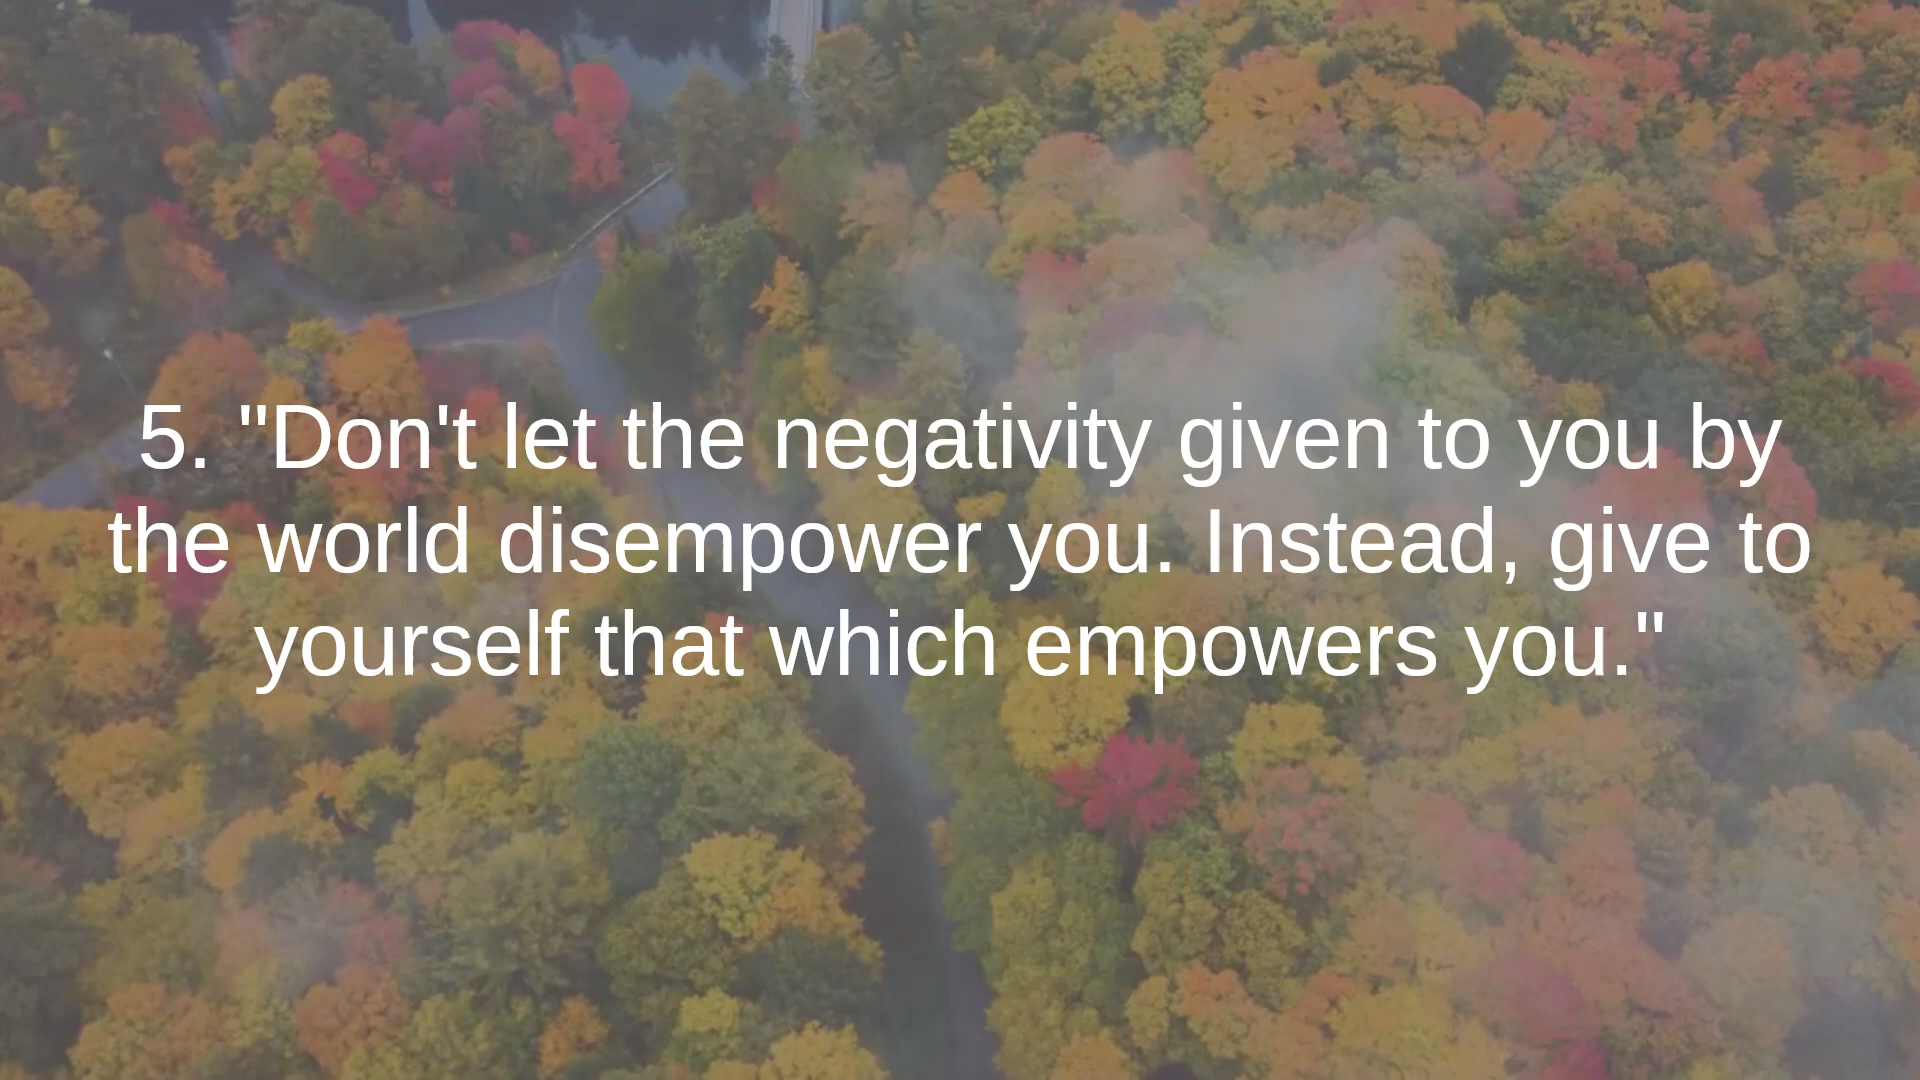 5. "Don't let the negativity given to you by
the world disempower you. Instead, give to
yourself that which empowers you."